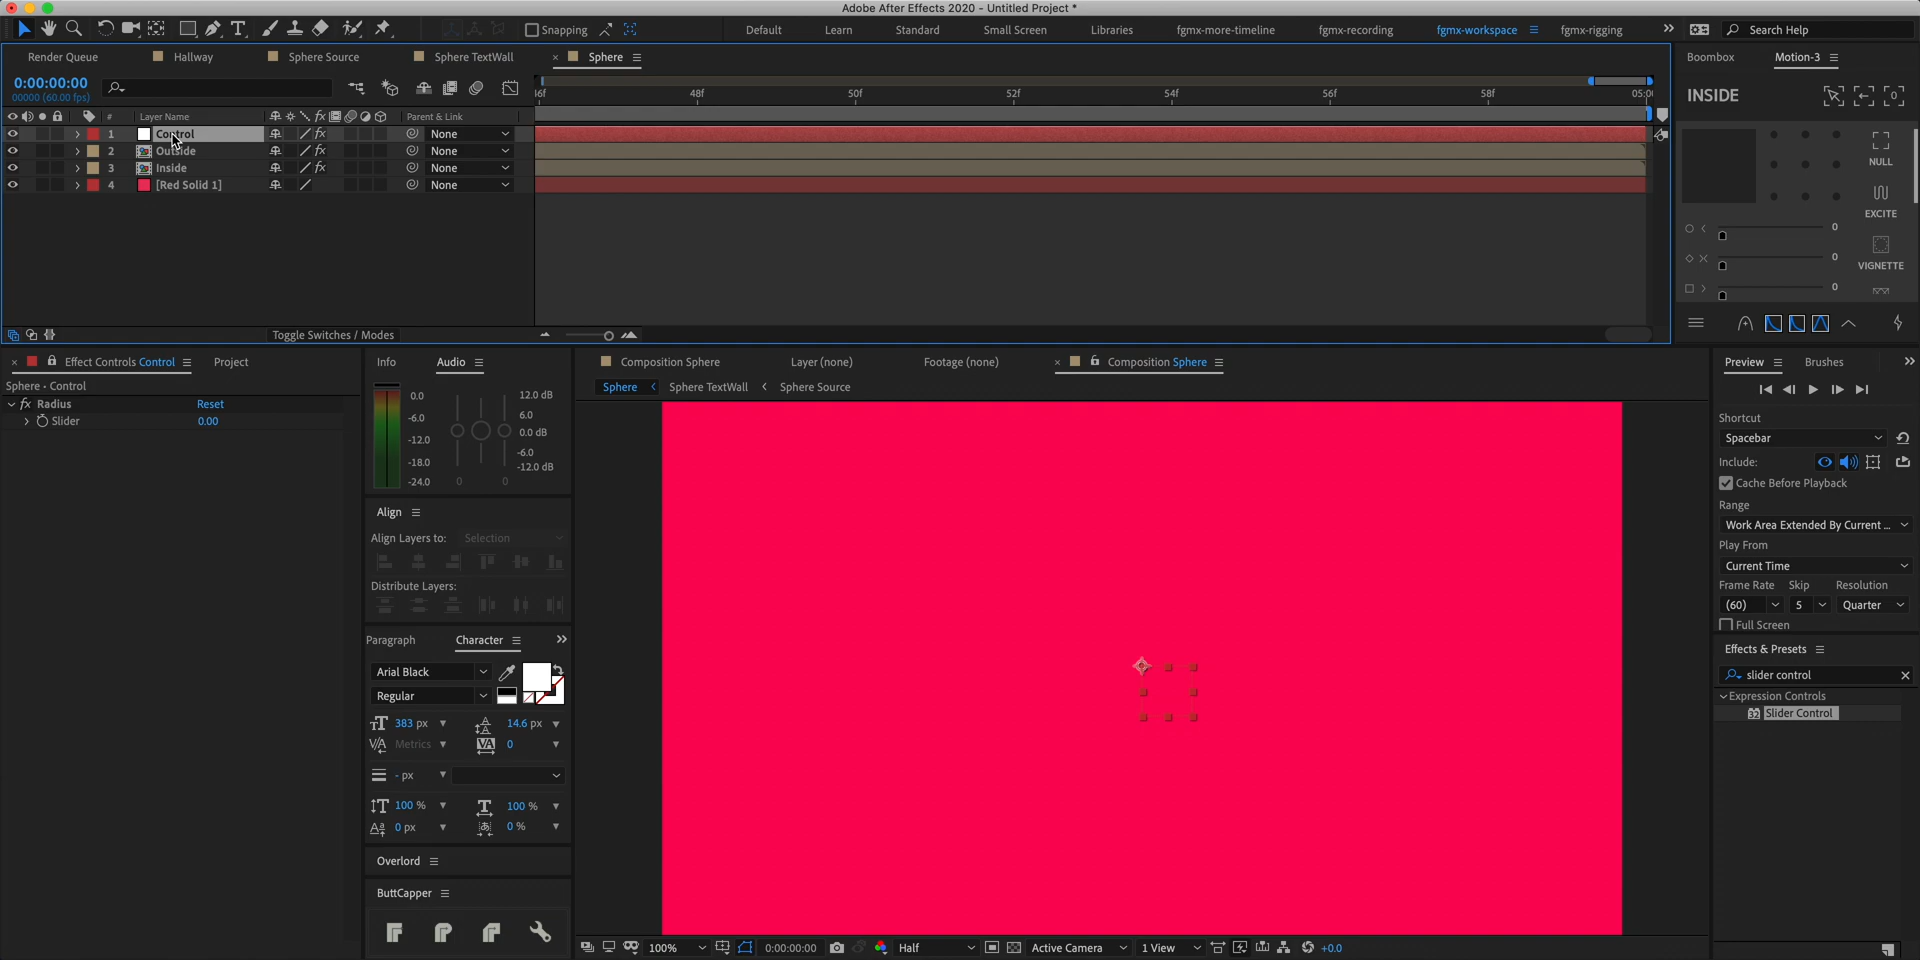 Adobe After Effects 2020 - Untitled Project *
Snapping
Default
Learn
Standard
Small Screen
Libraries
fgmx-more-timeline
fgmx-recording
fgmx-workspace
fgmx-rigging
Search Help
Render Queue
Hallway
Sphere Source
Sphere TextWall
Sphere
Boombox
Motion-3
0:00:00:00
00000 (60.00 fps)
48f
50f
52f
54f
56f
58f
INSIDE
# Layer Name
Parent & Link
1 Control None
2 Outside None
3 Inside None
4 [Red Solid 1] None
NULL
EXCITE
VIGNETTE
0
0
0
Toggle Switches / Modes
Effect Controls Control
Project
Sphere • Control
fx Radius Reset
Slider 0.00
Info
Audio
0.0
-6.0
-12.0
-18.0
-24.0
12.0 dB
6.0
0.0 dB
-6.0
-12.0 dB
0 0
Align
Align Layers to: Selection
Distribute Layers:
Paragraph
Character
Arial Black
Regular
383 px
14.6 px
Metrics
0
- px
100 %
100 %
0 px
0 %
Overlord
ButtCapper
Composition Sphere
Layer (none)
Footage (none)
Composition Sphere
Sphere
Sphere TextWall
Sphere Source
100%
0:00:00:00
Half
Active Camera
1 View
+0.0
Preview
Brushes
Shortcut
Spacebar
Include:
Cache Before Playback
Range
Work Area Extended By Current ...
Play From
Current Time
Frame Rate Skip Resolution
(60) 5 Quarter
Full Screen
Effects & Presets
slider control
Expression Controls
Slider Control